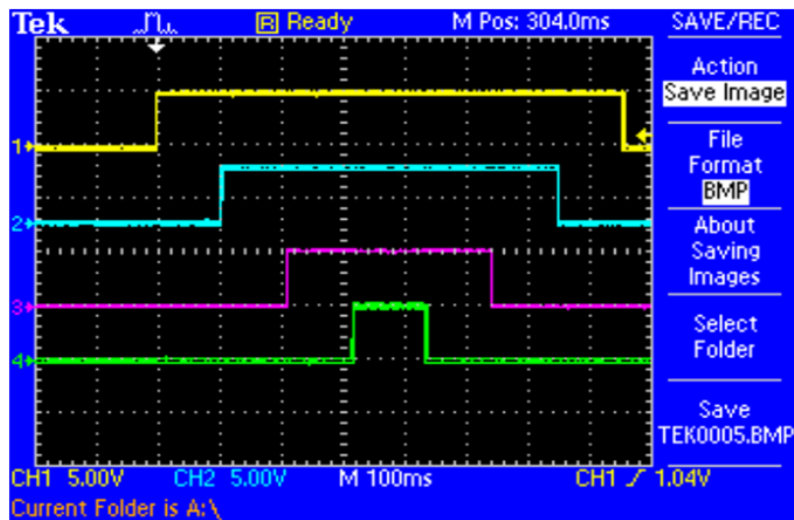 Tek R Ready M Pos: 304.0ms SAVE/REC
Action
Save Image
1
File
Format
BMP
2
About
Saving
Images
3
Select
Folder
4
Save
TEK0005.BMP
CH1 5.00V CH2 5.00V M 100ms CH1 1.04V
Current Folder is A:\